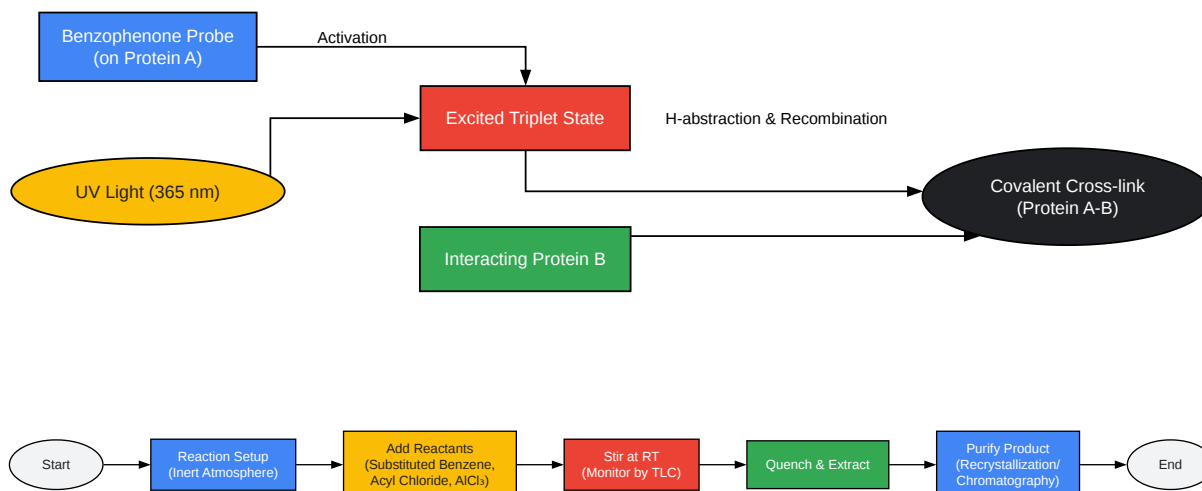 Benzophenone Probe
(on Protein A)
Activation
Excited Triplet State
H-abstraction & Recombination
UV Light (365 nm)
Covalent Cross-link
(Protein A-B)
Interacting Protein B
Start
Reaction Setup
(Inert Atmosphere)
Add Reactants
(Substituted Benzene,
Acyl Chloride, AlCl₃)
Stir at RT
(Monitor by TLC)
Quench & Extract
Purify Product
(Recrystallization/
Chromatography)
End